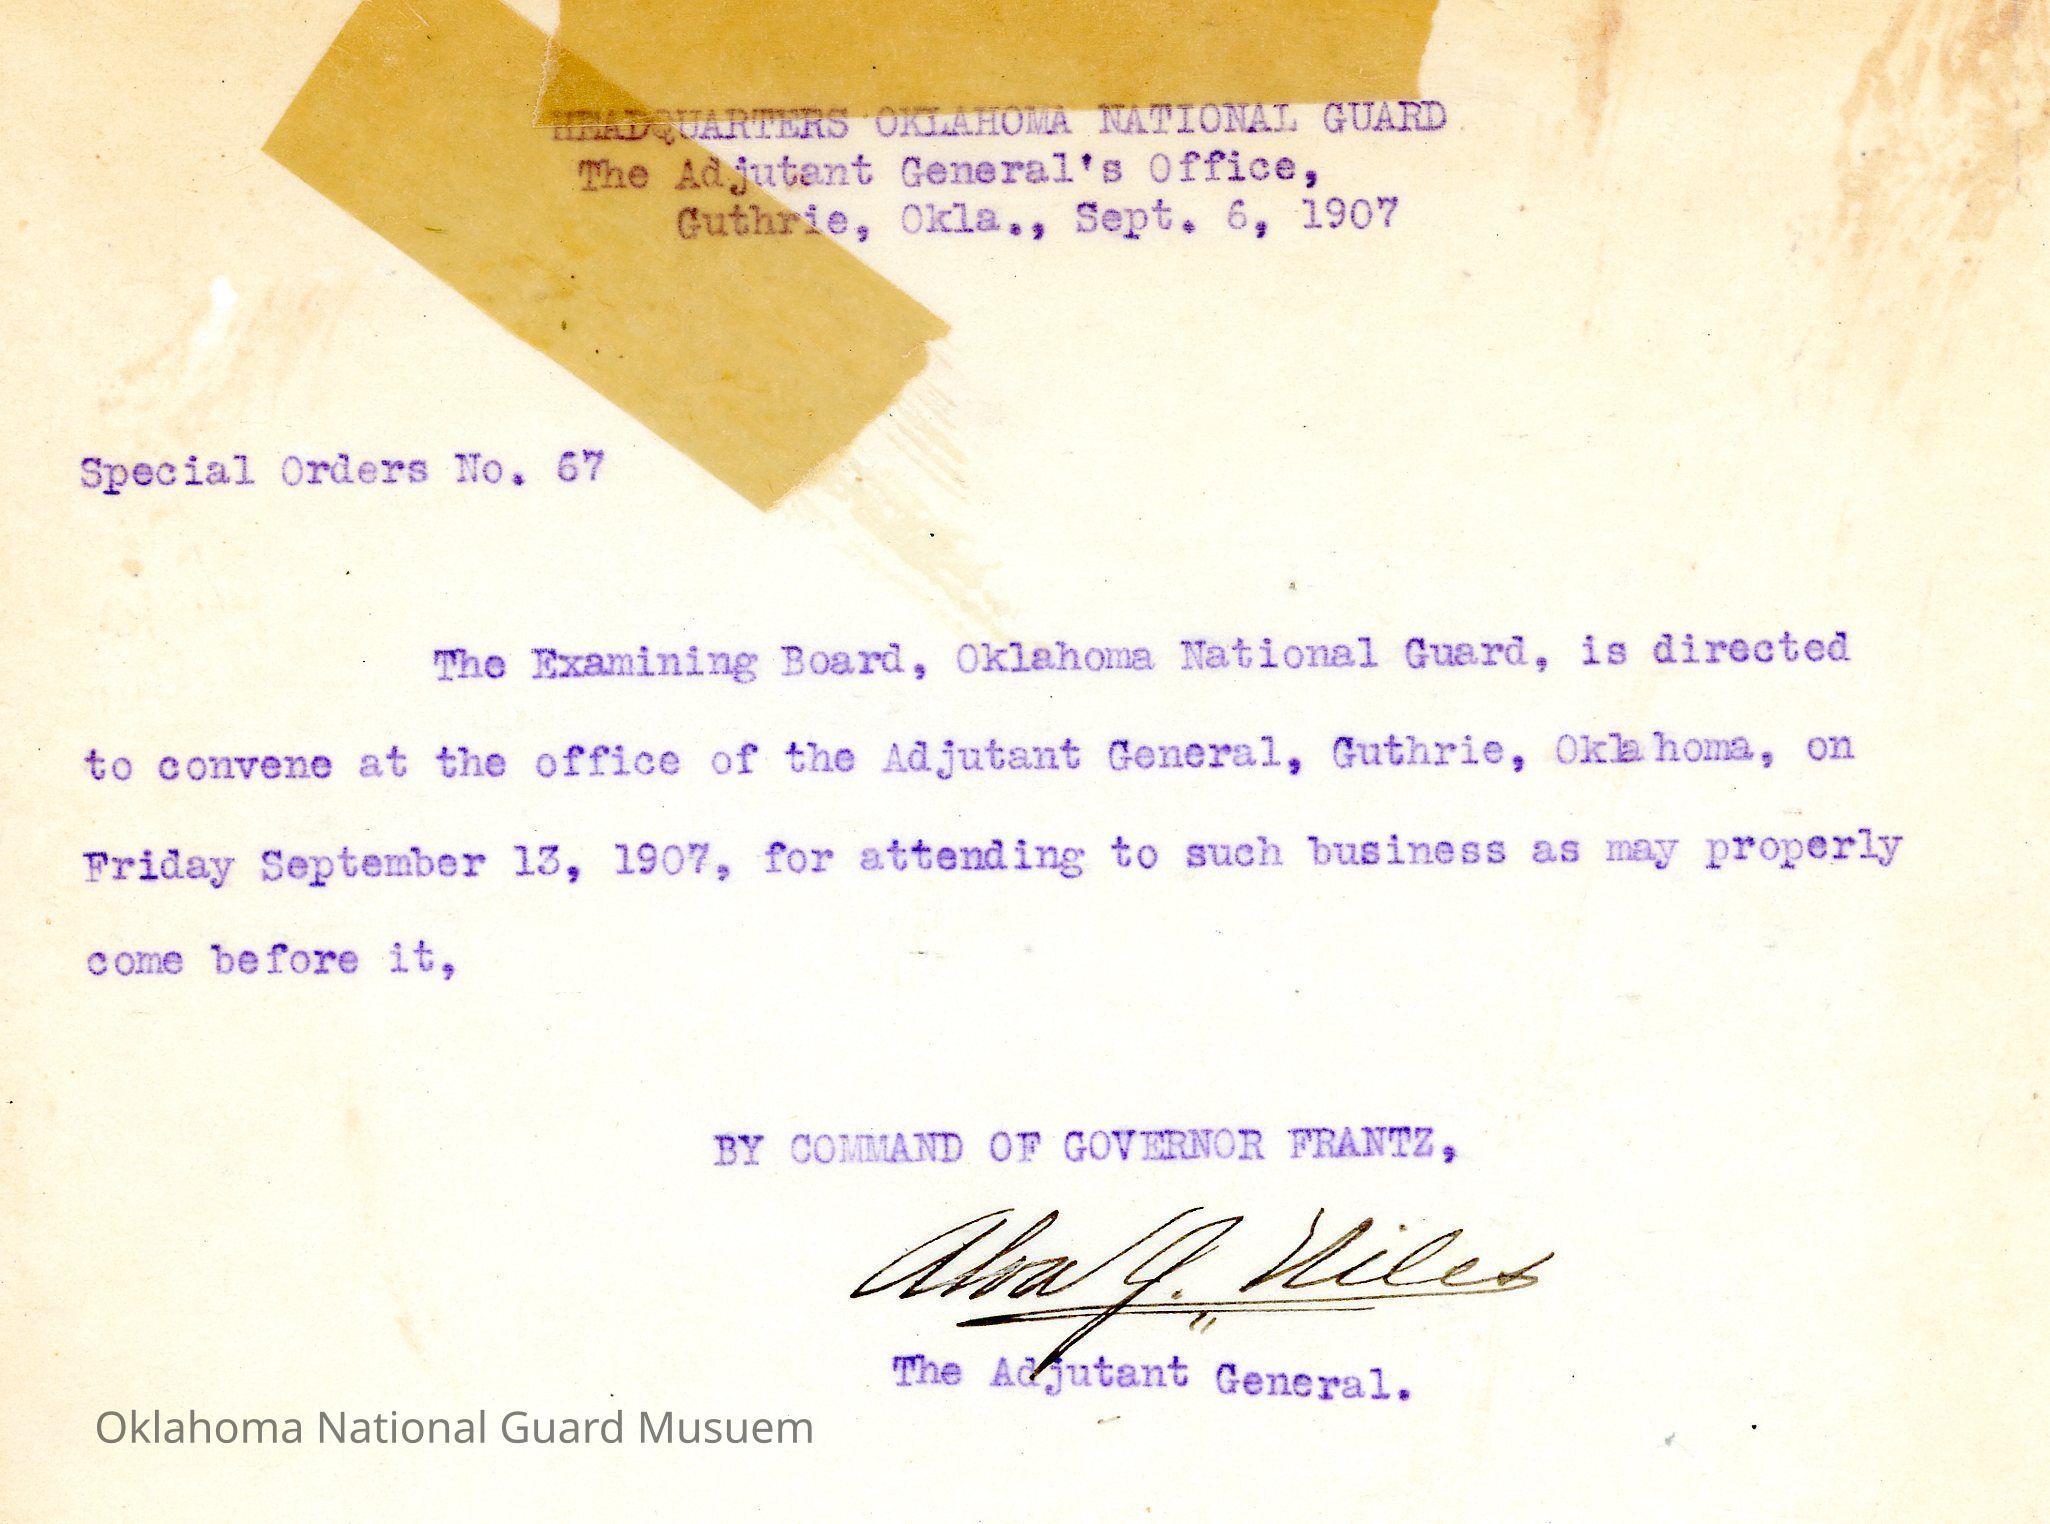 HEADQUARTERS OKLAHOMA NATIONAL GUARD
The Adjutant General's Office,
Guthrie, Okla., Sept. 6, 1907
Special Orders No. 67
The Examining Board, Oklahoma National Guard, is directed
to convene at the office of the Adjutant General, Guthrie, Oklahoma, on
Friday September 13, 1907, for attending to such business as may properly
come before it,
BY COMMAND OF GOVERNOR FRANTZ,
Alva J. Niles
The Adjutant General.
Oklahoma National Guard Musuem